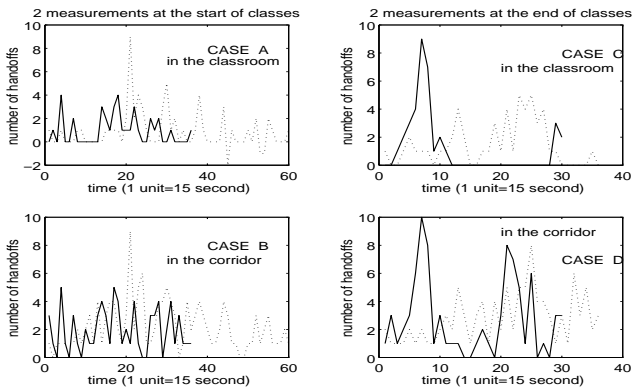 2 measurements at the start of classes
10
8
6
4
2
0
−2
number of handoffs
CASE A
in the classroom
0 20 40 60
time (1 unit=15 second)
2 measurements at the end of classes
10
8
6
4
2
0
number of handoffs
CASE C
in the classroom
0 10 20 30 40
time (1 unit=15 second)
10
8
6
4
2
0
number of handoffs
CASE B
in the corridor
0 20 40 60
time (1 unit=15 second)
10
8
6
4
2
0
number of handoffs
in the corridor
CASE D
0 10 20 30 40
time (1 unit=15 second)